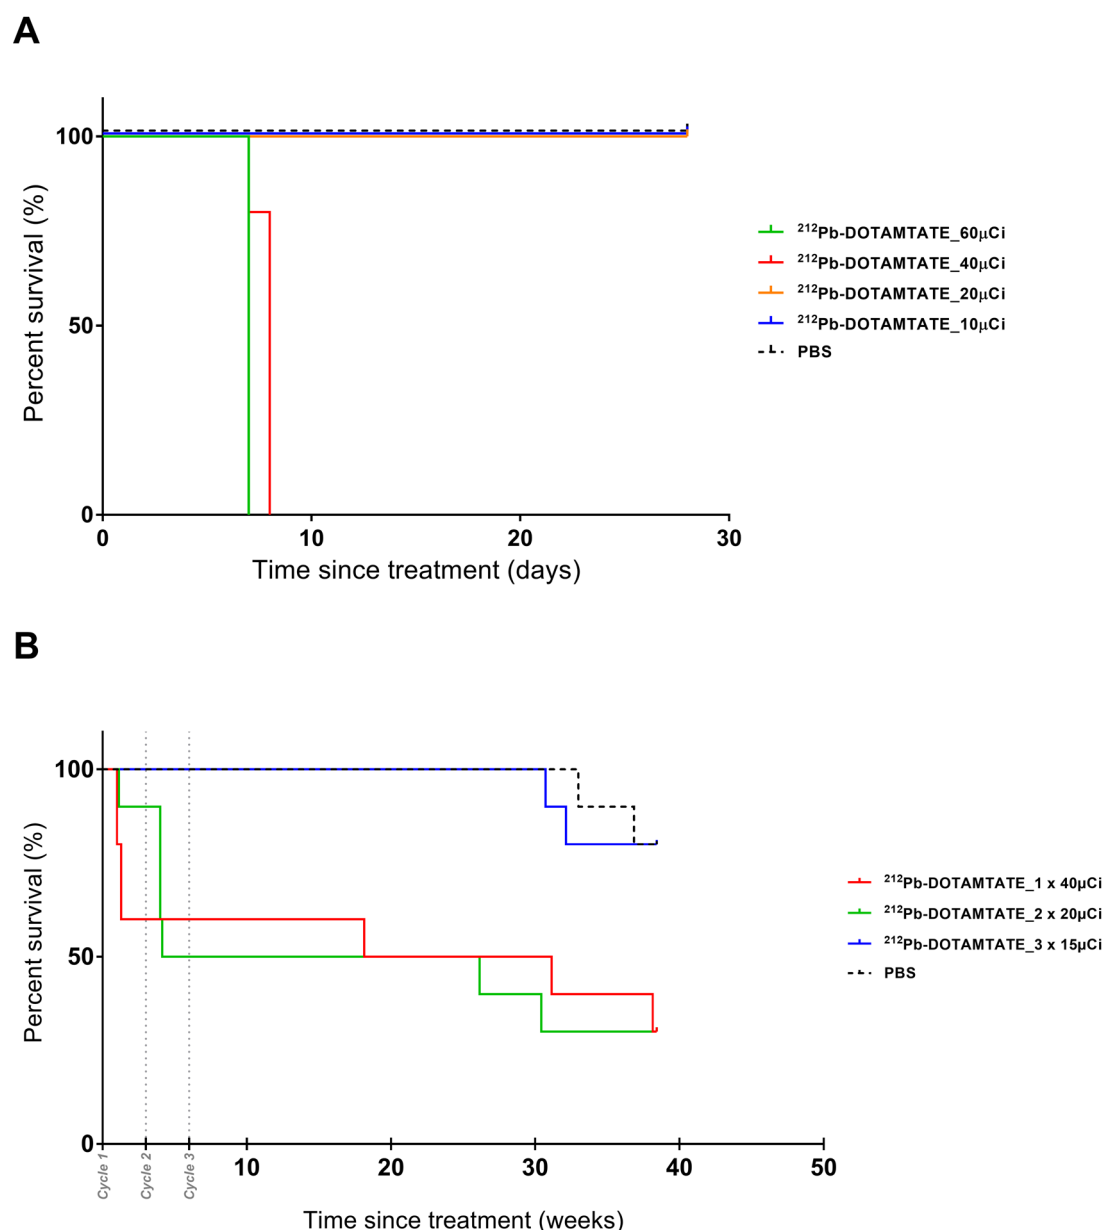 A
Percent survival (%)
100
50
0
0 10 20 30
Time since treatment (days)
²¹²Pb-DOTAMTATE_60μCi
²¹²Pb-DOTAMTATE_40μCi
²¹²Pb-DOTAMTATE_20μCi
²¹²Pb-DOTAMTATE_10μCi
PBS
B
Percent survival (%)
100
50
0
Cycle 1 Cycle 2 Cycle 3 10 20 30 40 50
Time since treatment (weeks)
²¹²Pb-DOTAMTATE_1 x 40µCi
²¹²Pb-DOTAMTATE_2 x 20µCi
²¹²Pb-DOTAMTATE_3 x 15µCi
PBS